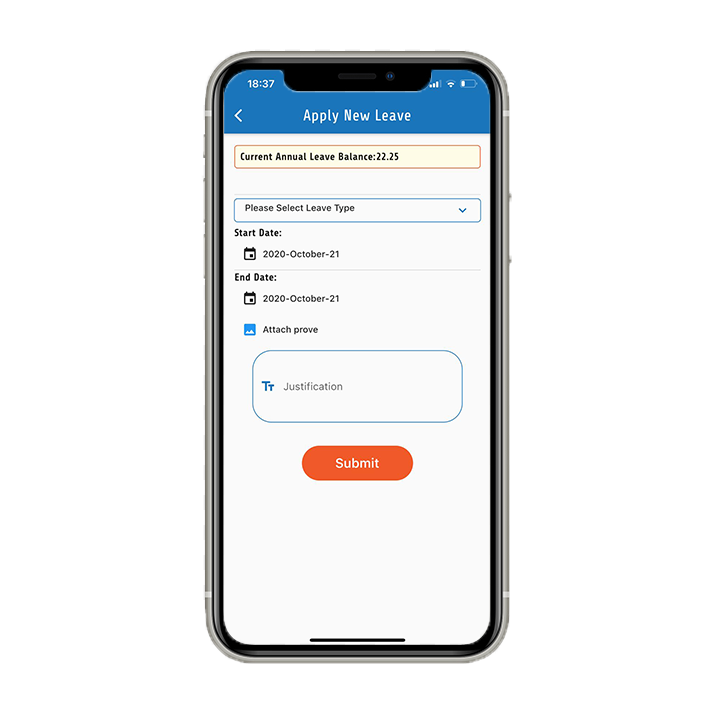 18:37
Apply New Leave
Current Annual Leave Balance:22.25
Please Select Leave Type
Start Date:
2020-October-21
End Date:
2020-October-21
Attach prove
Tт Justification
Submit